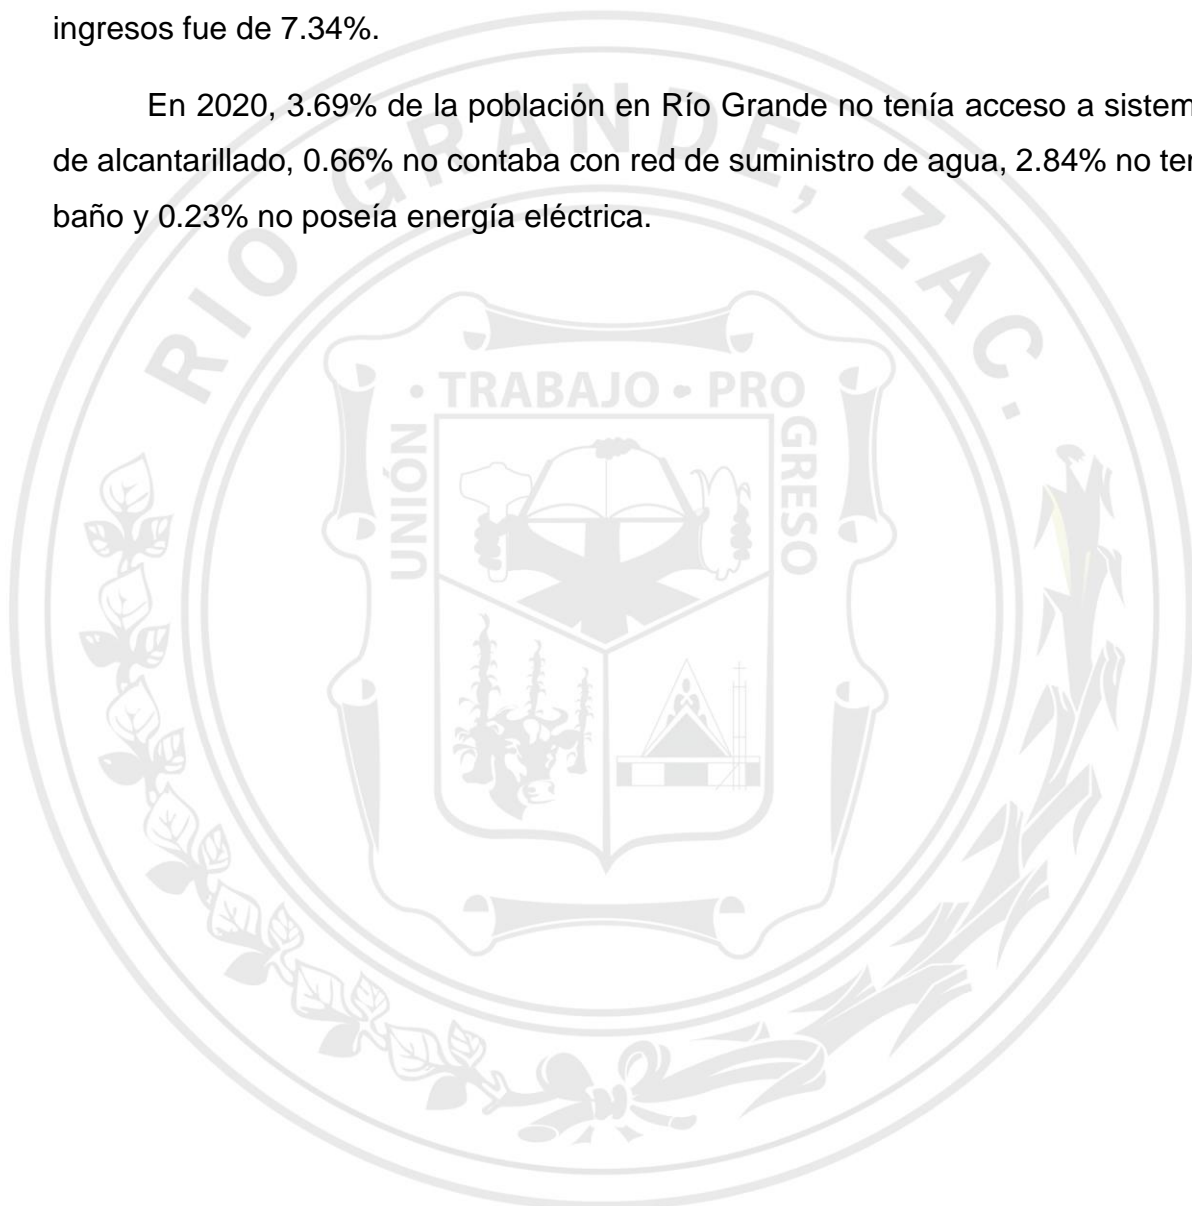 ingresos fue de 7.34%.
En 2020, 3.69% de la población en Río Grande no tenía acceso a sistem
de alcantarillado, 0.66% no contaba con red de suministro de agua, 2.84% no ten
baño y 0.23% no poseía energía eléctrica.
RIO GRANDE, ZAC.
UNIÓN • TRABAJO • PRO
GRESO